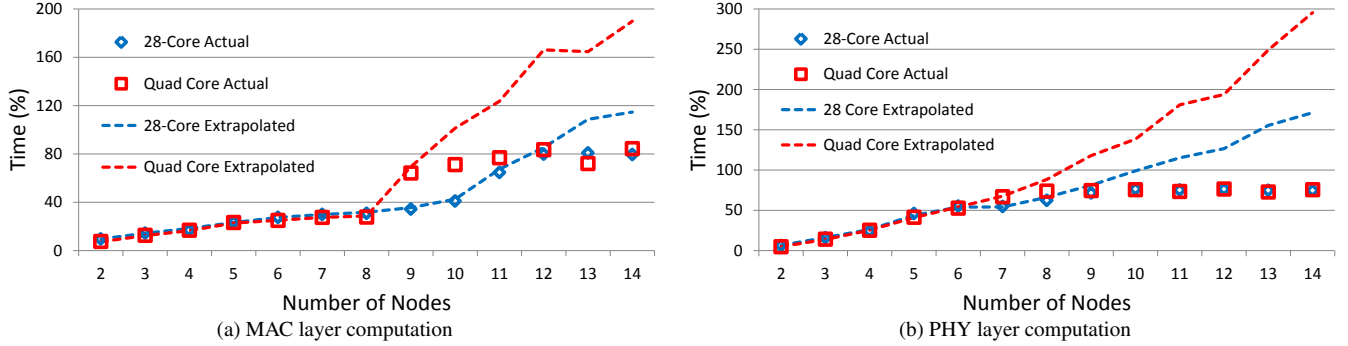 200
160
120
80
40
0
Time (%)
28-Core Actual
Quad Core Actual
28-Core Extrapolated
Quad Core Extrapolated
2 3 4 5 6 7 8 9 10 11 12 13 14
Number of Nodes
(a) MAC layer computation
300
250
200
150
100
50
0
Time (%)
28-Core Actual
Quad Core Actual
28 Core Extrapolated
Quad Core Extrapolated
2 3 4 5 6 7 8 9 10 11 12 13 14
Number of Nodes
(b) PHY layer computation